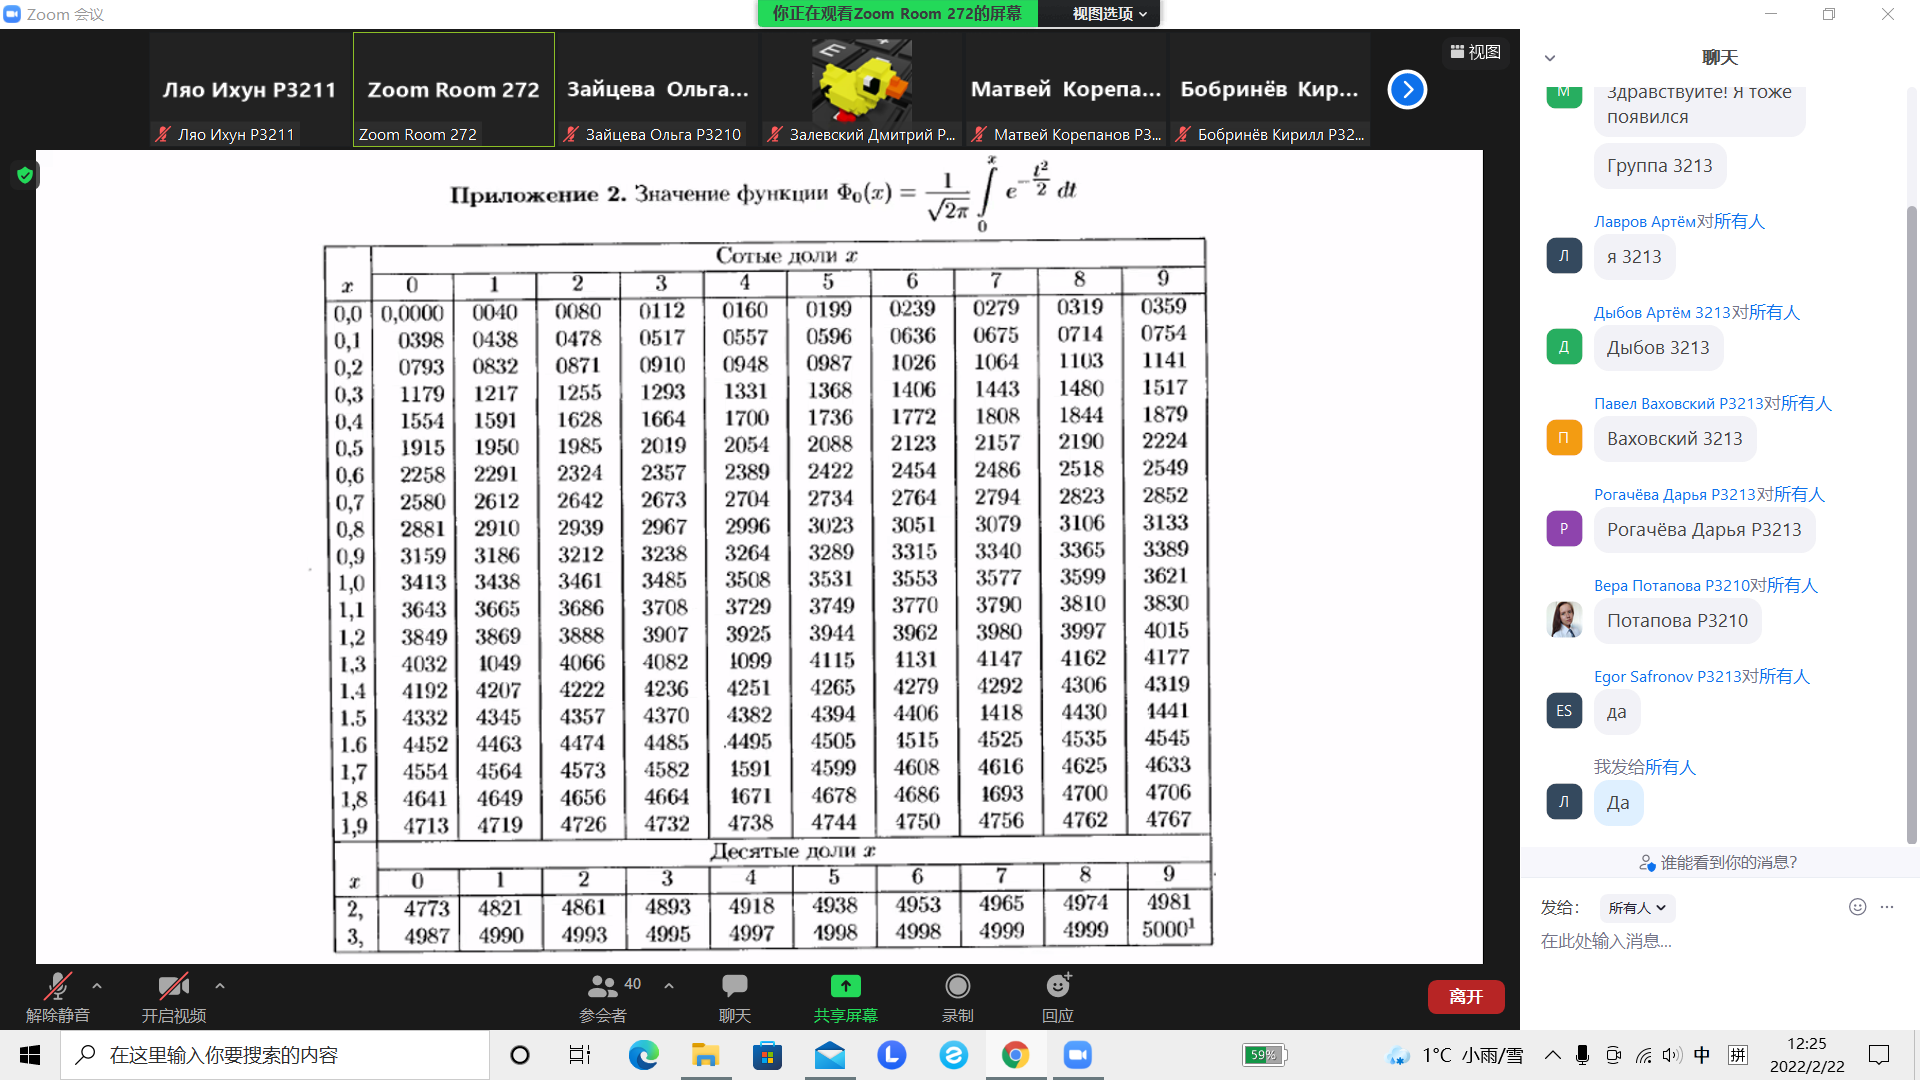 Zoom 会议
你正在观看Zoom Room 272的屏幕
视图选项
Ляо Ихун P3211
Zoom Room 272
Зайцева Ольга...
Матвей Корепа...
Бобринёв Кир...
视图
Ляо Ихун P3211
Zoom Room 272
Зайцева Ольга P3210
Залевский Дмитрий P...
Матвей Корепанов P3...
Бобринёв Кирилл P32...
Приложение 2. Значение функции Φ₀(x) = 1/√2π ∫₀ˣ e^(-t²/2) dt
x Сотые доли x
0 1 2 3 4 5 6 7 8 9
0,0 0,0000 0040 0080 0112 0160 0199 0239 0279 0319 0359
0,1 0398 0438 0478 0517 0557 0596 0636 0675 0714 0754
0,2 0793 0832 0871 0910 0948 0987 1026 1064 1103 1141
0,3 1179 1217 1255 1293 1331 1368 1406 1443 1480 1517
0,4 1554 1591 1628 1664 1700 1736 1772 1808 1844 1879
0,5 1915 1950 1985 2019 2054 2088 2123 2157 2190 2224
0,6 2258 2291 2324 2357 2389 2422 2454 2486 2518 2549
0,7 2580 2612 2642 2673 2704 2734 2764 2794 2823 2852
0,8 2881 2910 2939 2967 2996 3023 3051 3079 3106 3133
0,9 3159 3186 3212 3238 3264 3289 3315 3340 3365 3389
1,0 3413 3438 3461 3485 3508 3531 3553 3577 3599 3621
1,1 3643 3665 3686 3708 3729 3749 3770 3790 3810 3830
1,2 3849 3869 3888 3907 3925 3944 3962 3980 3997 4015
1,3 4032 4049 4066 4082 4099 4115 4131 4147 4162 4177
1,4 4192 4207 4222 4236 4251 4265 4279 4292 4306 4319
1,5 4332 4345 4357 4370 4382 4394 4406 4418 4430 4441
1.6 4452 4463 4474 4485 4495 4505 4515 4525 4535 4545
1,7 4554 4564 4573 4582 4591 4599 4608 4616 4625 4633
1,8 4641 4649 4656 4664 4671 4678 4686 4693 4700 4706
1,9 4713 4719 4726 4732 4738 4744 4750 4756 4762 4767
x Десятые доли x
0 1 2 3 4 5 6 7 8 9
2, 4773 4821 4861 4893 4918 4938 4953 4965 4974 4981
3, 4987 4990 4993 4995 4997 4998 4998 4999 4999 5000¹
聊天
М
Здравствуйте! Я тоже
появился
Группа 3213
Лавров Артём对所有人
Л
я 3213
Дыбов Артём 3213对所有人
Д
Дыбов 3213
Павел Ваховский P3213对所有人
П
Ваховский 3213
Рогачёва Дарья P3213对所有人
Р
Рогачёва Дарья P3213
Вера Потапова P3210对所有人
Потапова P3210
Egor Safronov P3213对所有人
ES
да
我发给所有人
Л
Да
谁能看到你的消息?
发给:
所有人
在此处输入消息...
解除静音
开启视频
40
参会者
聊天
共享屏幕
录制
回应
离开
在这里输入你要搜索的内容
59%
1°C 小雨/雪
中
拼
12:25
2022/2/22